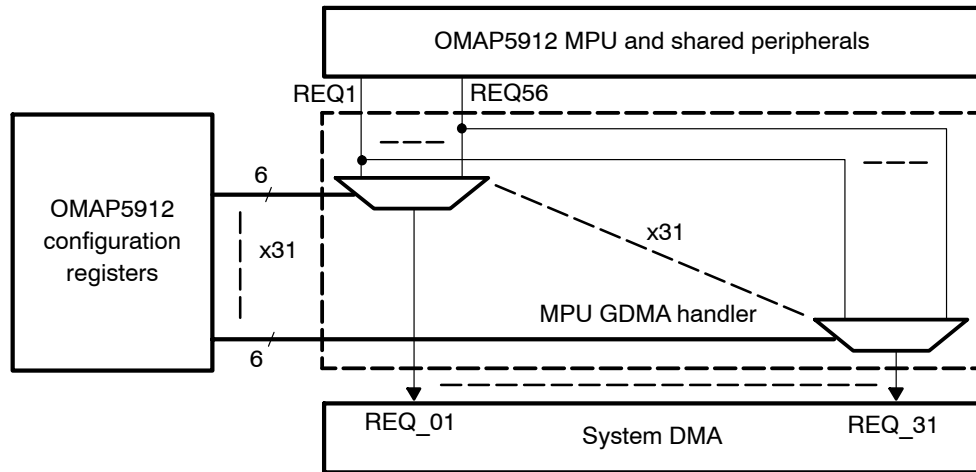 OMAP5912 MPU and shared peripherals
REQ1
REQ56
6
OMAP5912
configuration
registers
x31
x31
MPU GDMA handler
6
REQ_01
REQ_31
System DMA